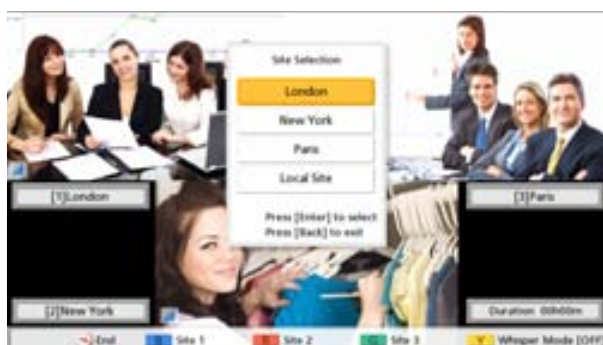 Site Selection
London
New York
Paris
Local Site
Press [Enter] to select
Press [Back] to exit
[1]London
[3]Paris
[2]New York
Duration 00h00m
End
B Site 1
R Site 2
G Site 3
Y Whisper Mode [OFF]